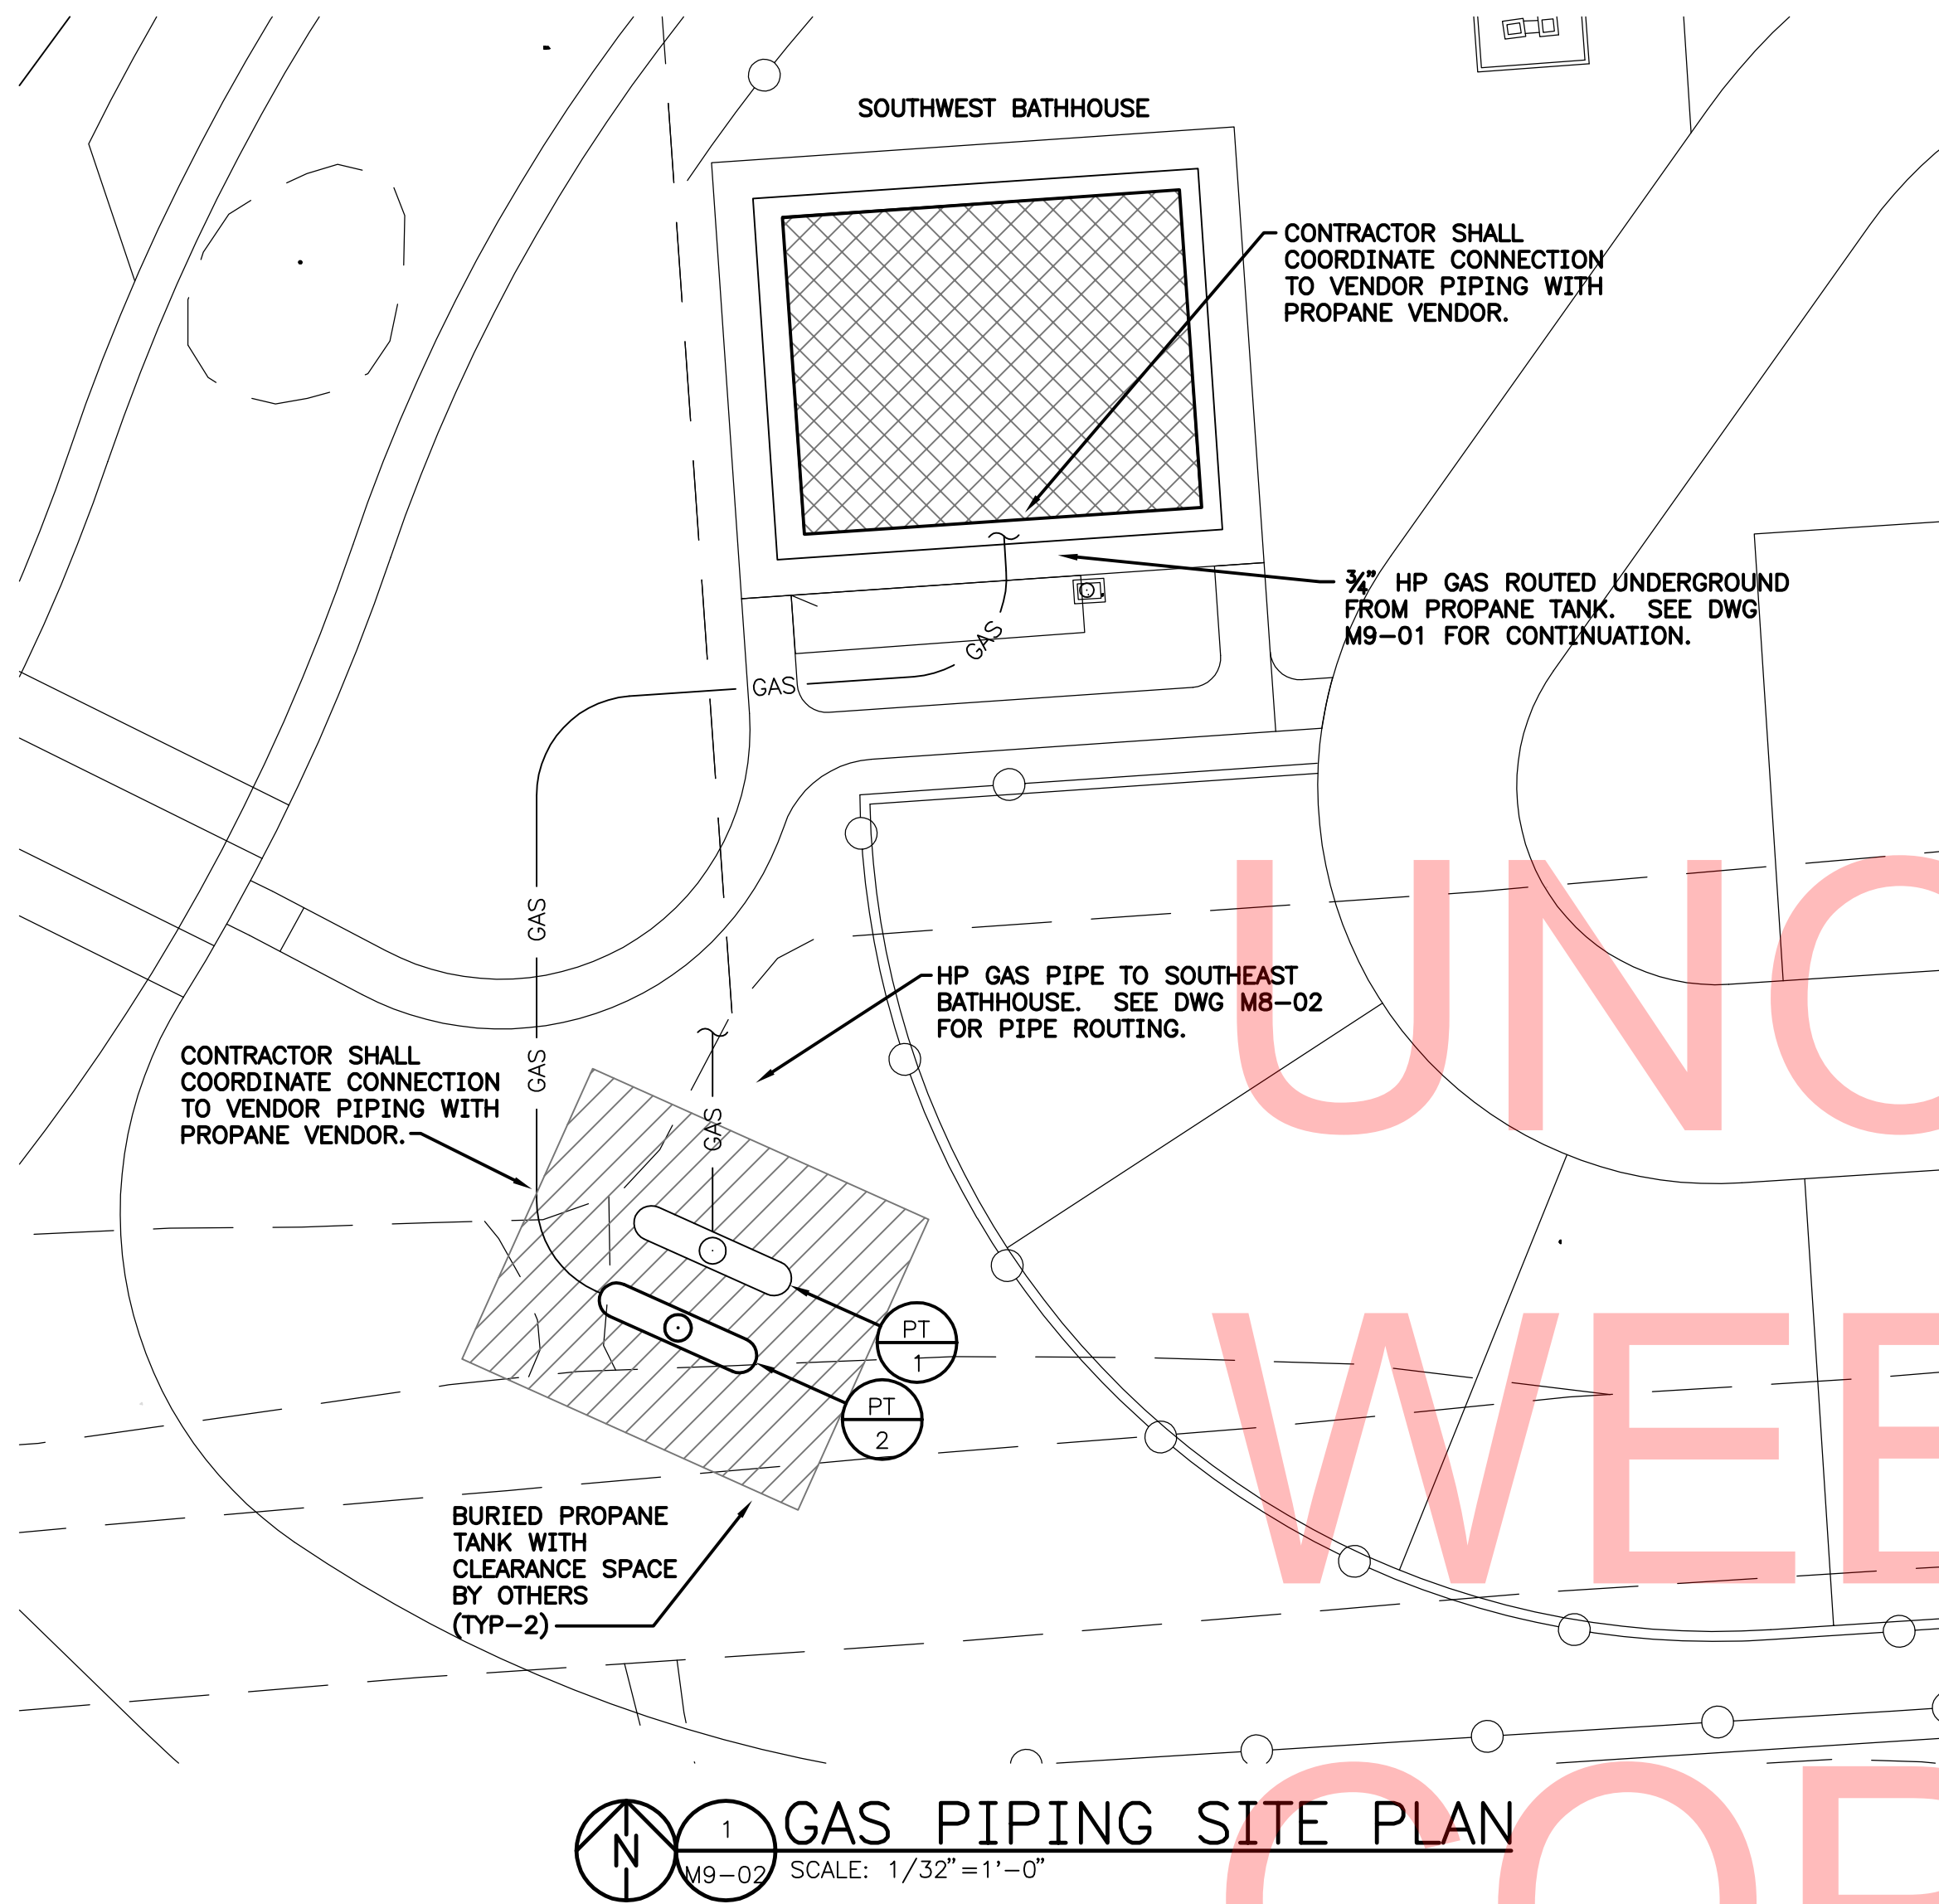 SOUTHWEST BATHHOUSE
CONTRACTOR SHALL
COORDINATE CONNECTION
TO VENDOR PIPING WITH
PROPANE VENDOR.
¾" HP GAS ROUTED UNDERGROUND
FROM PROPANE TANK. SEE DWG
M9-01 FOR CONTINUATION.
GAS
GAS
GAS
HP GAS PIPE TO SOUTHEAST
BATHHOUSE. SEE DWG M8-02
FOR PIPE ROUTING.
CONTRACTOR SHALL
COORDINATE CONNECTION
TO VENDOR PIPING WITH
PROPANE VENDOR.
GAS
GAS
PT
1
PT
2
BURIED PROPANE
TANK WITH
CLEARANCE SPACE
BY OTHERS
(TYP-2)
UNC
WEE
N
1
M9-02
GAS PIPING SITE PLAN
SCALE: 1/32"=1'-0"